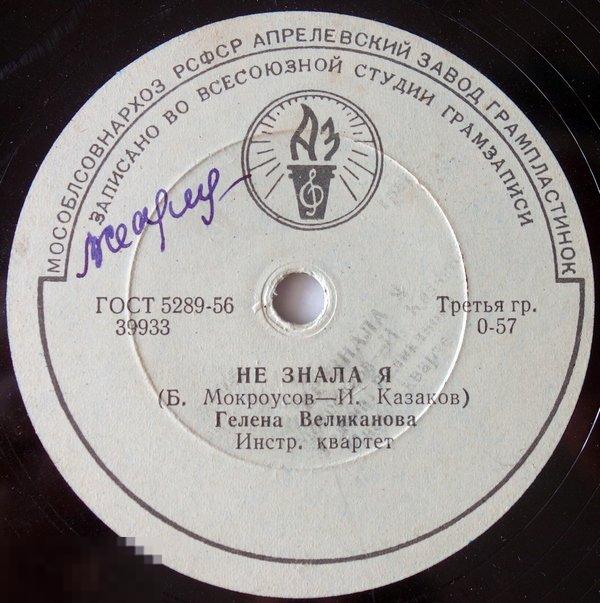 МОСОБЛСОВНАРХОЗ РСФСР АПРЕЛЕВСКИЙ ЗАВОД ГРАМПЛАСТИНОК
ЗАПИСАНО ВО ВСЕСОЮЗНОЙ СТУДИИ ГРАМЗАПИСИ
АЗ
ГОСТ 5289-56
39933
Третья гр.
0-57
НЕ ЗНАЛА Я
(Б. Мокроусов—И. Казаков)
Гелена Великанова
Инстр. квартет